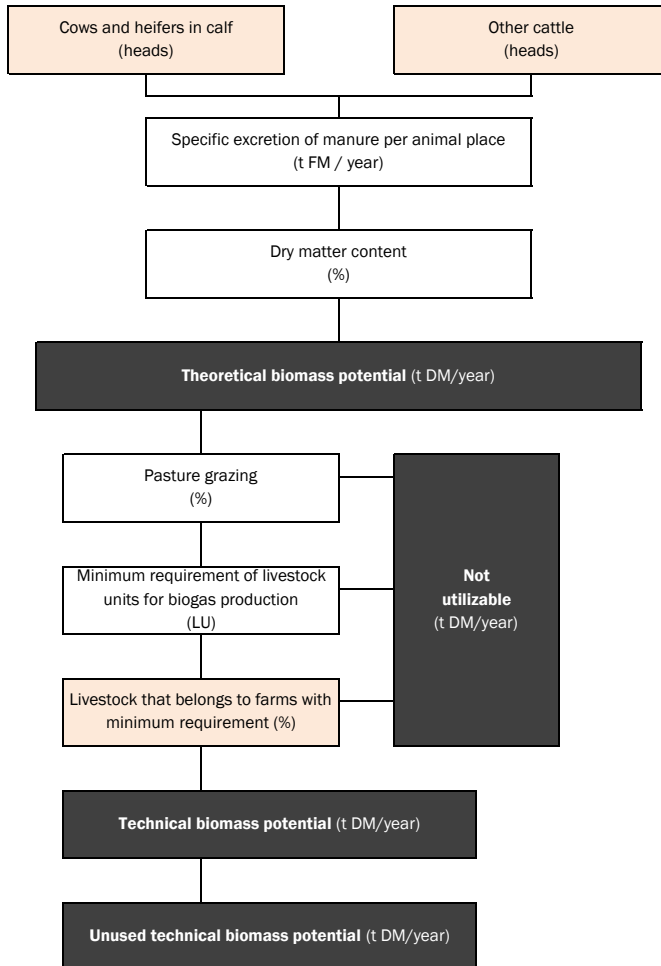 Cows and heifers in calf
(heads)
Other cattle
(heads)
Specific excretion of manure per animal place
(t FM / year)
Dry matter content
(%)
Theoretical biomass potential (t DM/year)
Pasture grazing
(%)
Minimum requirement of livestock
units for biogas production
(LU)
Not
utilizable
(t DM/year)
Livestock that belongs to farms with
minimum requirement (%)
Technical biomass potential (t DM/year)
Unused technical biomass potential (t DM/year)